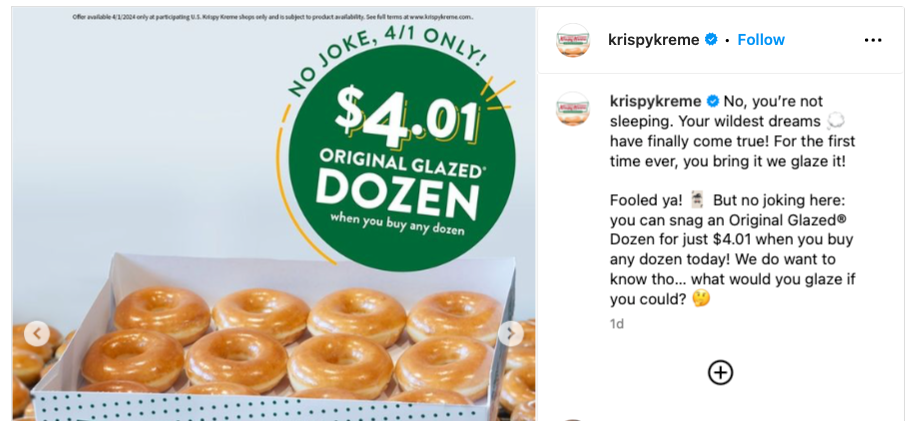 Offer available 4/1/2024 only at participating U.S. Krispy Kreme shops only and is subject to product availability. See full terms at www.krispykreme.com.
NO JOKE, 4/1 ONLY!
$4.01
ORIGINAL GLAZED®
DOZEN
when you buy any dozen
krispykreme • Follow
krispykreme No, you're not
sleeping. Your wildest dreams 💭
have finally come true! For the first
time ever, you bring it we glaze it!
Fooled ya! 🃏 But no joking here:
you can snag an Original Glazed®
Dozen for just $4.01 when you buy
any dozen today! We do want to
know tho... what would you glaze if
you could? 🤔
1d